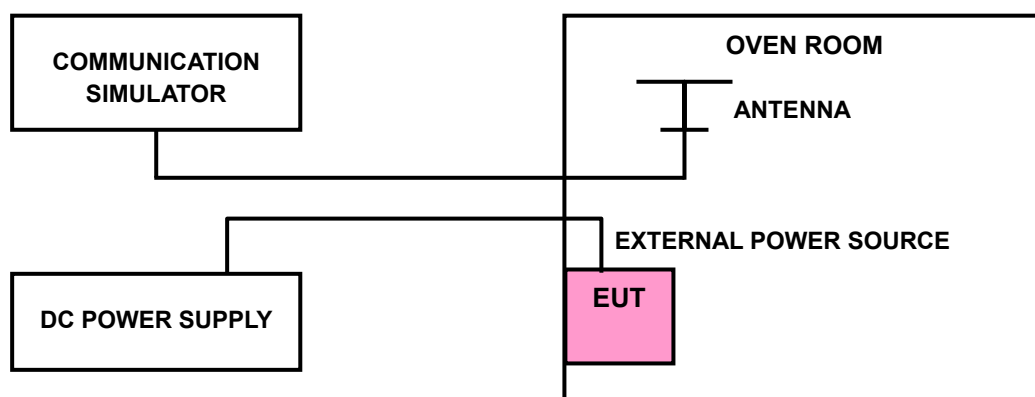 COMMUNICATION
SIMULATOR
OVEN ROOM
ANTENNA
EXTERNAL POWER SOURCE
DC POWER SUPPLY
EUT